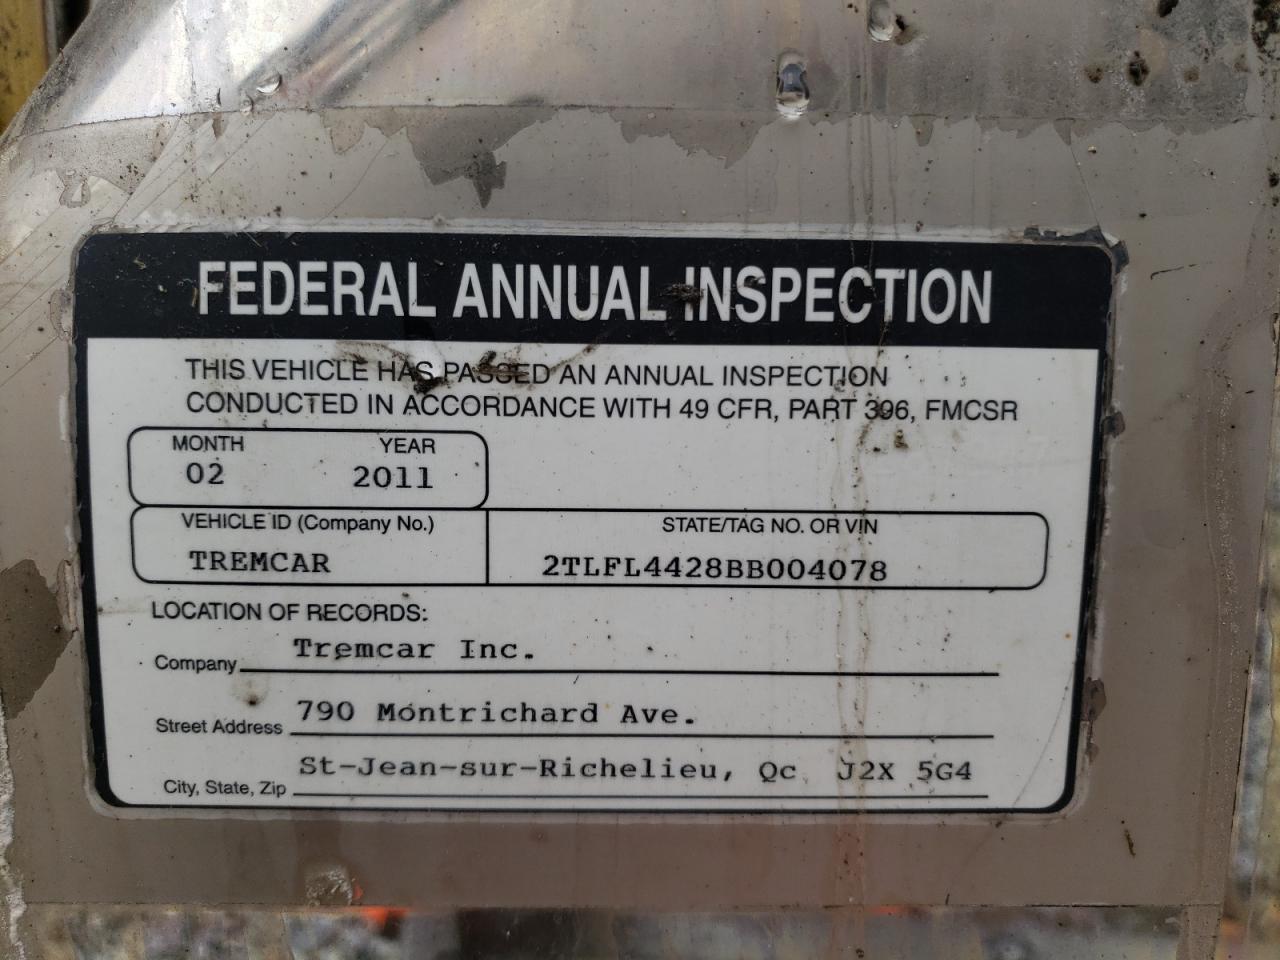 FEDERAL ANNUAL INSPECTION
THIS VEHICLE HAS PASSED AN ANNUAL INSPECTION
CONDUCTED IN ACCORDANCE WITH 49 CFR, PART 396, FMCSR
MONTH YEAR
02 2011
VEHICLE ID (Company No.) STATE/TAG NO. OR VIN
TREMCAR 2TLFL4428BB004078
LOCATION OF RECORDS:
Company Tremcar Inc.
Street Address 790 Montrichard Ave.
City, State, Zip St-Jean-sur-Richelieu, Qc J2X 5G4